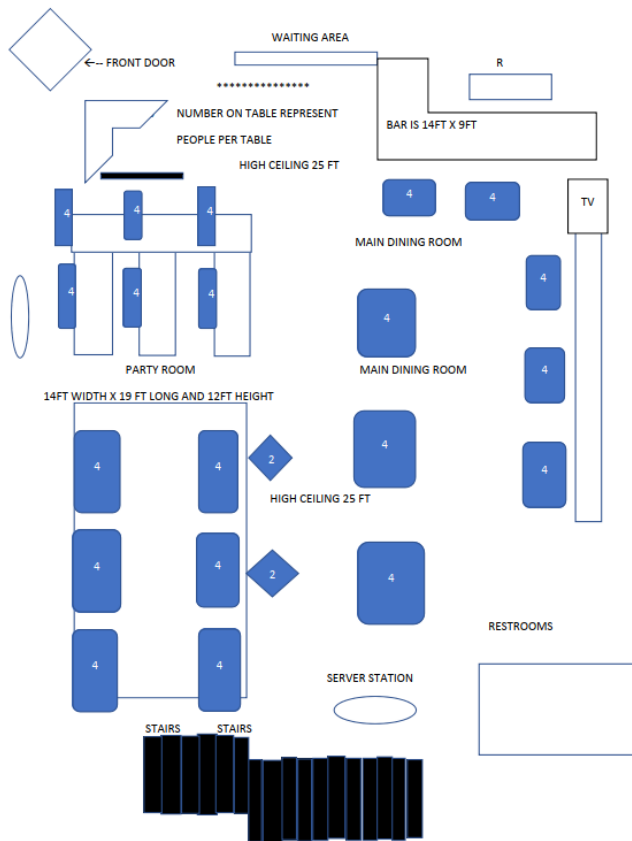 WAITING AREA
<-- FRONT DOOR
R
***************
NUMBER ON TABLE REPRESENT
PEOPLE PER TABLE
BAR IS 14FT X 9FT
HIGH CEILING 25 FT
4 4 4
4 4
TV
MAIN DINING ROOM
4 4 4
4
4
PARTY ROOM
MAIN DINING ROOM
4
14FT WIDTH X 19 FT LONG AND 12FT HEIGHT
4 4 2
4
4
HIGH CEILING 25 FT
4 4 2
4
4 4
RESTROOMS
SERVER STATION
STAIRS STAIRS